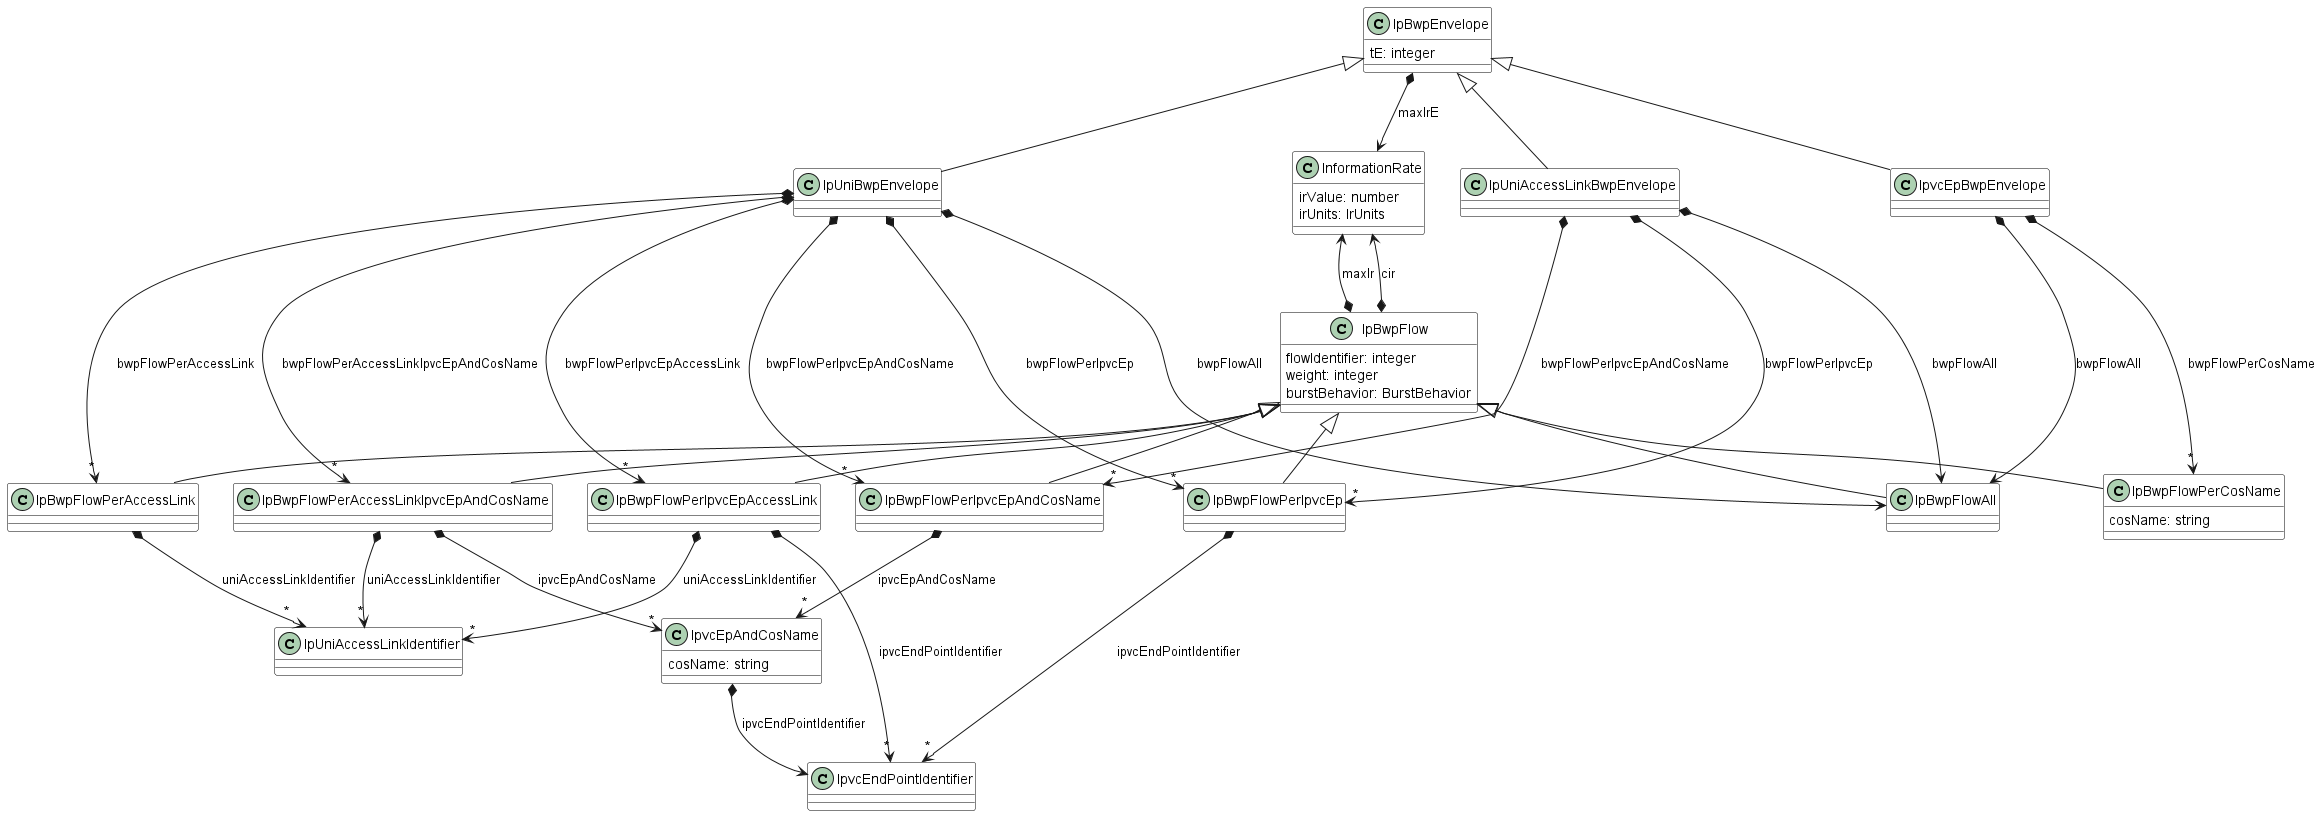 C IpBwpEnvelope
tE: integer
maxIrE
C IpUniBwpEnvelope
C InformationRate
irValue: number
irUnits: IrUnits
C IpUniAccessLinkBwpEnvelope
C IpvcEpBwpEnvelope
maxIr
cir
C IpBwpFlow
flowIdentifier: integer
weight: integer
burstBehavior: BurstBehavior
bwpFlowPerAccessLink
bwpFlowPerAccessLinkIpvcEpAndCosName
bwpFlowPerIpvcEpAccessLink
bwpFlowPerIpvcEpAndCosName
bwpFlowPerIpvcEp
bwpFlowAll
bwpFlowPerIpvcEpAndCosName
bwpFlowPerIpvcEp
bwpFlowAll
bwpFlowAll
bwpFlowPerCosName
*
*
*
*
*
*
*
*
C IpBwpFlowPerAccessLink
C IpBwpFlowPerAccessLinkIpvcEpAndCosName
C IpBwpFlowPerIpvcEpAccessLink
C IpBwpFlowPerIpvcEpAndCosName
C IpBwpFlowPerIpvcEp
C IpBwpFlowAll
C IpBwpFlowPerCosName
cosName: string
uniAccessLinkIdentifier
uniAccessLinkIdentifier
ipvcEpAndCosName
uniAccessLinkIdentifier
ipvcEpAndCosName
*
*
*
*
*
C IpUniAccessLinkIdentifier
C IpvcEpAndCosName
cosName: string
ipvcEndPointIdentifier
ipvcEndPointIdentifier
ipvcEndPointIdentifier
*
*
C IpvcEndPointIdentifier